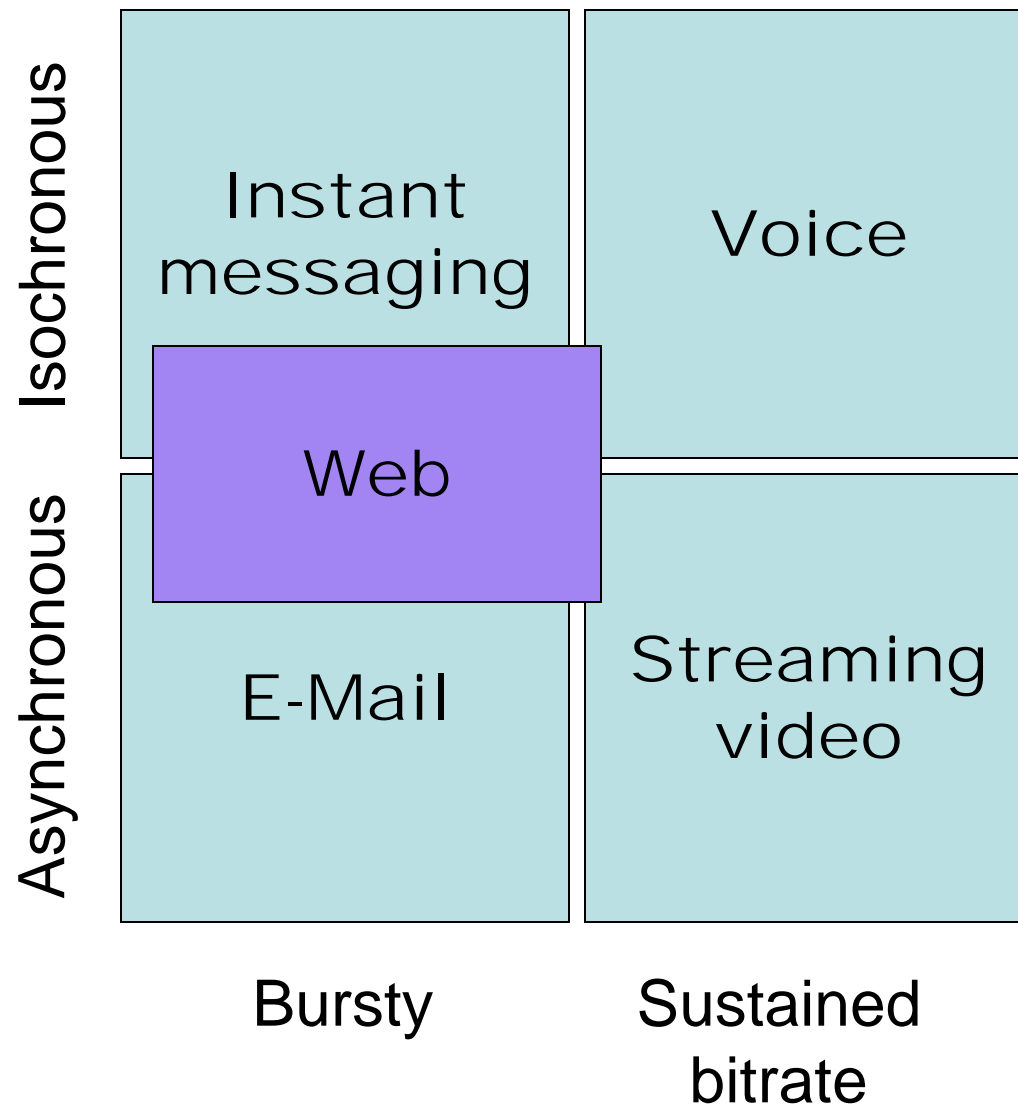 Isochronous
Instant
messaging
Voice
Web
Asynchronous
E-Mail
Streaming
video
Bursty
Sustained
bitrate